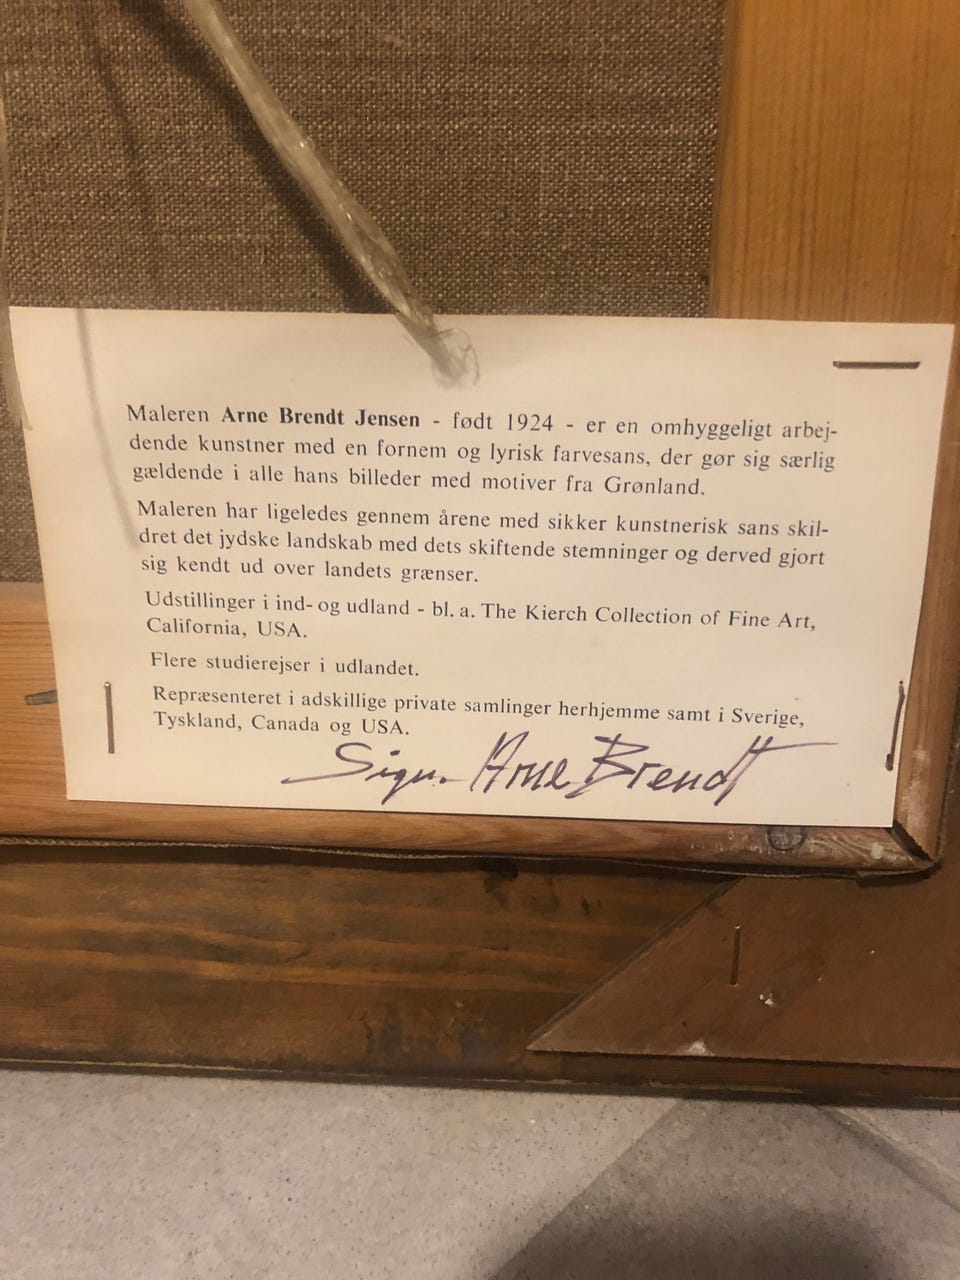 Maleren Arne Brendt Jensen - født 1924 - er en omhyggeligt arbej-
dende kunstner med en fornem og lyrisk farvesans, der gør sig særlig
gældende i alle hans billeder med motiver fra Grønland.
Maleren har ligeledes gennem årene med sikker kunstnerisk sans skil-
dret det jydske landskab med dets skiftende stemninger og derved gjort
sig kendt ud over landets grænser.
Udstillinger i ind- og udland - bl. a. The Kierch Collection of Fine Art,
California, USA.
Flere studierejser i udlandet.
Repræsenteret i adskillige private samlinger herhjemme samt i Sverige,
Tyskland, Canada og USA.
Sign. Arne Brendt